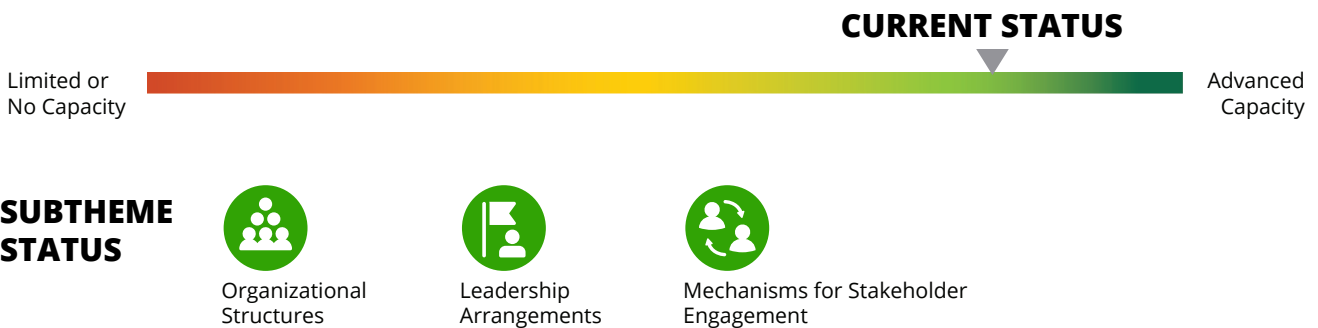 CURRENT STATUS
Limited or
No Capacity
Advanced
Capacity
SUBTHEME
STATUS
Organizational
Structures
Leadership
Arrangements
Mechanisms for Stakeholder
Engagement